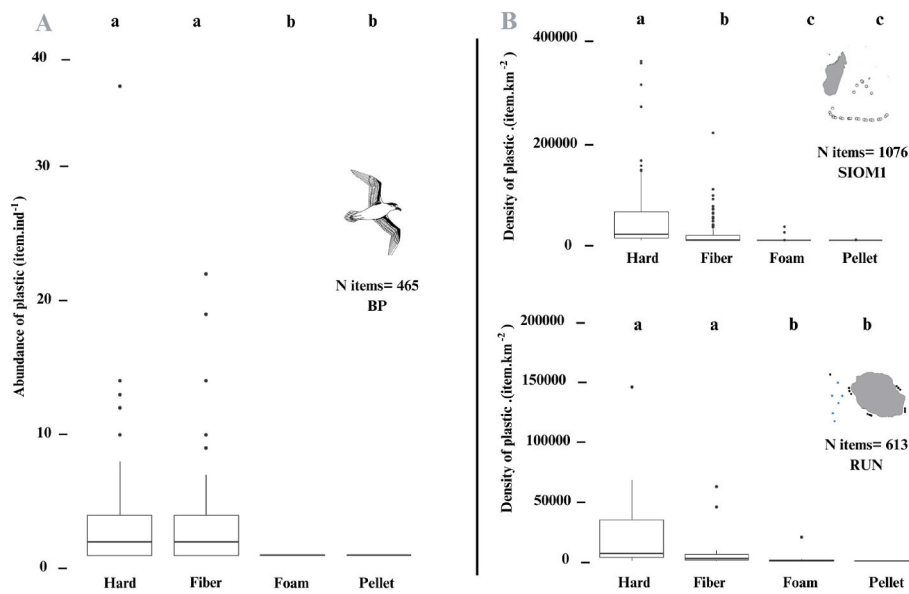 A
a a b b
Abundance of plastic (item.ind-1)
40
30
20
10
0
N items= 465
BP
Hard Fiber Foam Pellet
B
a b c c
Density of plastic .(item.km-2 )
400000
200000
0
N items= 1076
SIOM1
Hard Fiber Foam Pellet
a a b b
Density of plastic .(item.km-2 )
200000
150000
100000
50000
0
N items= 613
RUN
Hard Fiber Foam Pellet